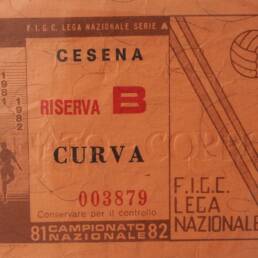 F.I.G.C. LEGA NAZIONALE SERIE A
CESENA
1981
1982
RISERVA B
CURVA
003879
Conservare per il controllo
81 CAMPIONATO NAZIONALE 82
F.I.G.C.
LEGA
NAZIONALE